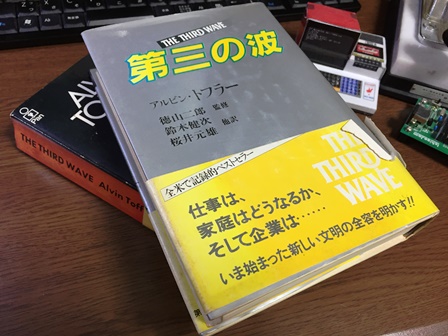 THE THIRD WAVE
第三の波
アルビン・トフラー
徳山二郎 監修
鈴木健次
桜井元雄 他訳
全米で記録的ベストセラー
THE
THIRD
WAVE
仕事は、
家庭はどうなるか、
そして企業は……
いま始まった新しい文明の全容を明かす!!
THE THIRD WAVE Alvin Toff
AL
TO
pan